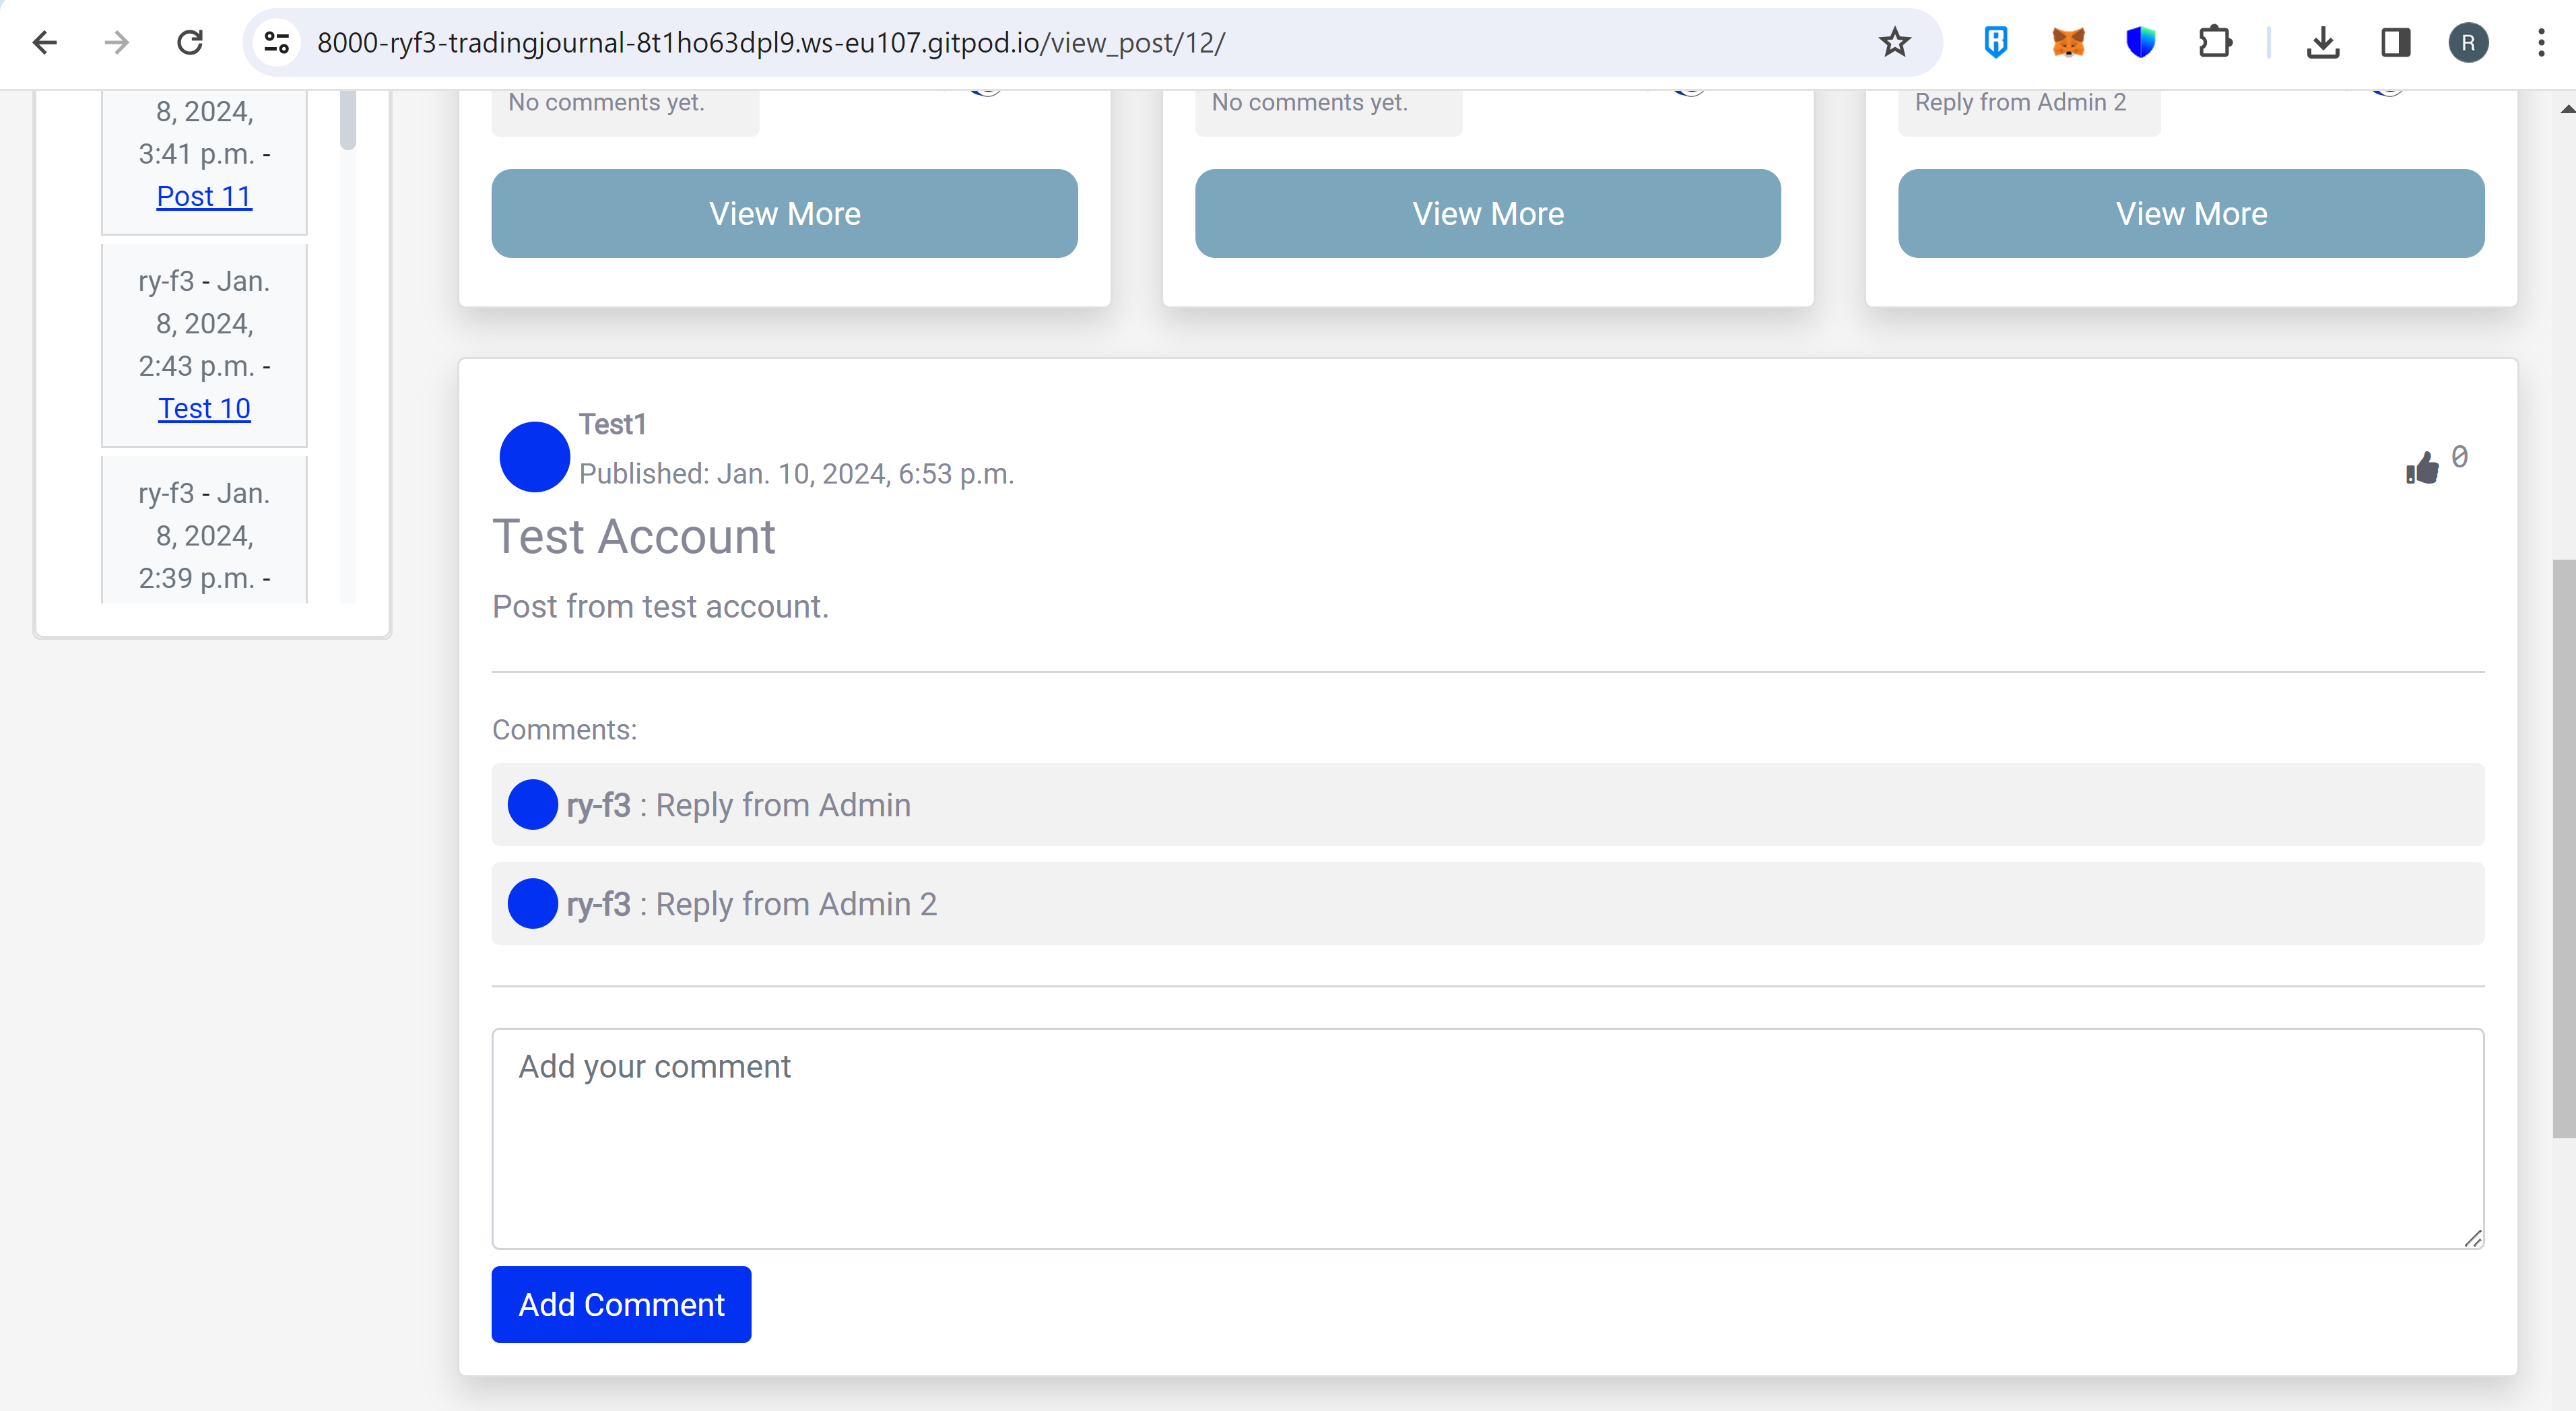 8000-ryf3-tradingjournal-8t1ho63dpl9.ws-eu107.gitpod.io/view_post/12/
R
8, 2024,
3:41 p.m. -
Post 11
ry-f3 - Jan.
8, 2024,
2:43 p.m. -
Test 10
ry-f3 - Jan.
8, 2024,
2:39 p.m. -
No comments yet.
View More
No comments yet.
View More
Reply from Admin 2
View More
Test1
Published: Jan. 10, 2024, 6:53 p.m.
0
Test Account
Post from test account.
Comments:
ry-f3 : Reply from Admin
ry-f3 : Reply from Admin 2
Add your comment
Add Comment